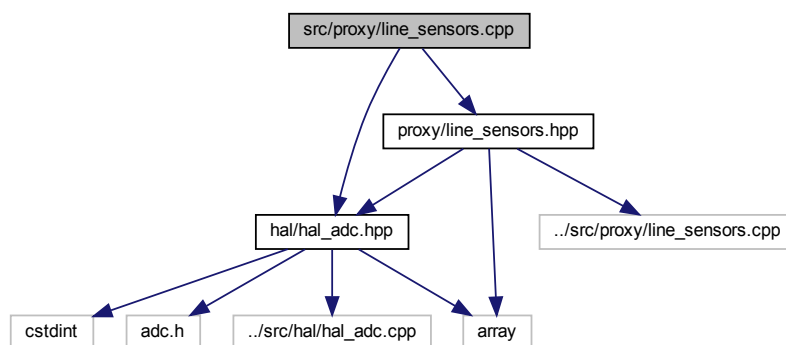 src/proxy/line_sensors.cpp
proxy/line_sensors.hpp
hal/hal_adc.hpp
../src/proxy/line_sensors.cpp
cstdint
adc.h
../src/hal/hal_adc.cpp
array